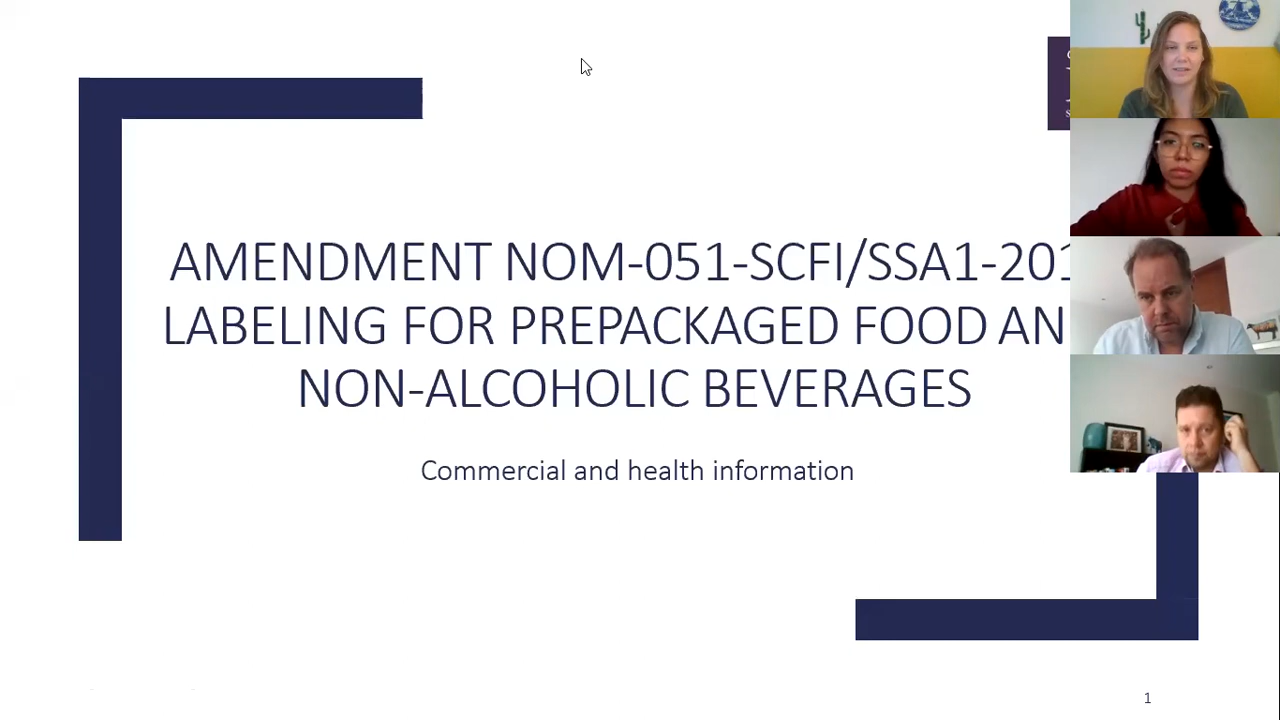 AMENDMENT NOM-051-SCFI/SSA1-201
LABELING FOR PREPACKAGED FOOD AN
NON-ALCOHOLIC BEVERAGES
Commercial and health information
1